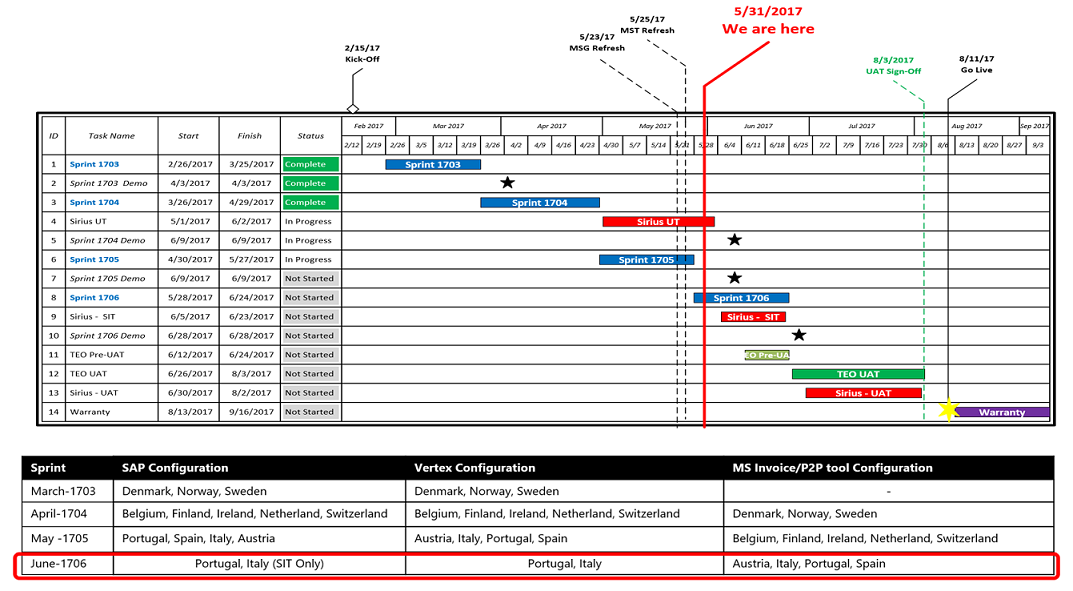 5/31/2017
We are here
5/25/17
MST Refresh
5/23/17
MSG Refresh
2/15/17
Kick-Off
8/3/2017
UAT Sign-Off
8/11/17
Go Live
ID Task Name Start Finish Status Feb 2017 Mar 2017 Apr 2017 May 2017 Jun 2017 Jul 2017 Aug 2017 Sep 2017
2/12 2/19 2/26 3/5 3/12 3/19 3/26 4/2 4/9 4/16 4/23 4/30 5/7 5/14 5/21 5/28 6/4 6/11 6/18 6/25 7/2 7/9 7/16 7/23 7/30 8/6 8/13 8/20 8/27 9/3
1 Sprint 1703 2/26/2017 3/25/2017 Complete Sprint 1703
2 Sprint 1703 Demo 4/3/2017 4/3/2017 Complete
3 Sprint 1704 3/26/2017 4/29/2017 Complete Sprint 1704
4 Sirius UT 5/1/2017 6/2/2017 In Progress Sirius UT
5 Sprint 1704 Demo 6/9/2017 6/9/2017 In Progress
6 Sprint 1705 4/30/2017 5/27/2017 In Progress Sprint 1705
7 Sprint 1705 Demo 6/9/2017 6/9/2017 Not Started
8 Sprint 1706 5/28/2017 6/24/2017 Not Started Sprint 1706
9 Sirius - SIT 6/5/2017 6/23/2017 Not Started Sirius - SIT
10 Sprint 1706 Demo 6/28/2017 6/28/2017 Not Started
11 TEO Pre-UAT 6/12/2017 6/24/2017 Not Started EO Pre-UA
12 TEO UAT 6/26/2017 8/3/2017 Not Started TEO UAT
13 Sirius - UAT 6/30/2017 8/2/2017 Not Started Sirius - UAT
14 Warranty 8/13/2017 9/16/2017 Not Started Warranty
Sprint SAP Configuration Vertex Configuration MS Invoice/P2P tool Configuration
March-1703 Denmark, Norway, Sweden Denmark, Norway, Sweden -
April-1704 Belgium, Finland, Ireland, Netherland, Switzerland Belgium, Finland, Ireland, Netherland, Switzerland Denmark, Norway, Sweden
May -1705 Portugal, Spain, Italy, Austria Austria, Italy, Portugal, Spain Belgium, Finland, Ireland, Netherland, Switzerland
June-1706 Portugal, Italy (SIT Only) Portugal, Italy Austria, Italy, Portugal, Spain